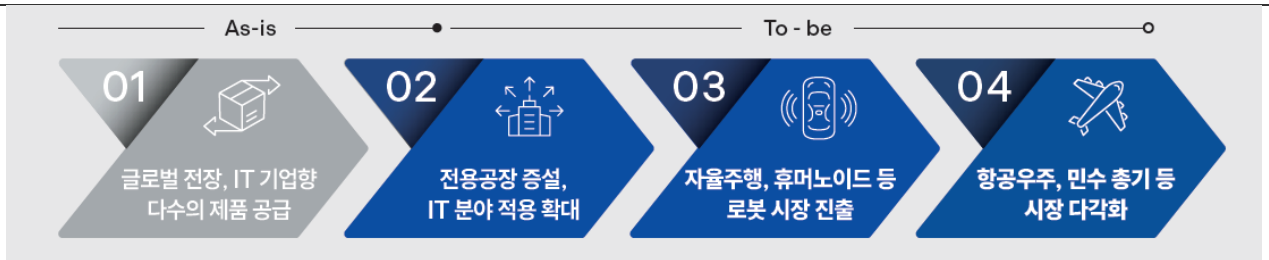 As-is
To - be
01
글로벌 전장, IT 기업향
다수의 제품 공급
02
전용공장 증설,
IT 분야 적용 확대
03
자율주행, 휴머노이드 등
로봇 시장 진출
04
항공우주, 민수 총기 등
시장 다각화